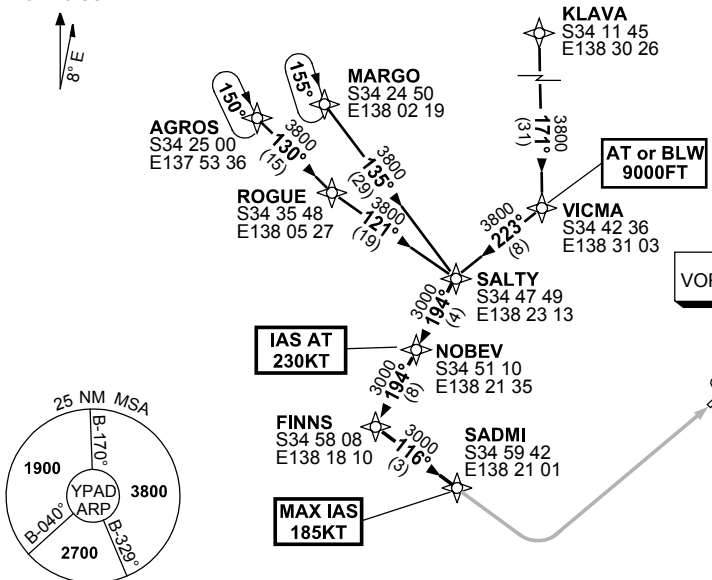 8° E
KLAVA
S34 11 45
E138 30 26
155°
MARGO
S34 24 50
E138 02 19
150°
AGROS
S34 25 00
E137 53 36
3800
130°
(15)
3800
135°
(29)
3800
171°
(31)
AT or BLW
9000FT
ROGUE
S34 35 48
E138 05 27
3800
121°
(19)
3800
223°
(8)
VICMA
S34 42 36
E138 31 03
SALTY
S34 47 49
E138 23 13
3000
194°
(4)
IAS AT
230KT
NOBEV
S34 51 10
E138 21 35
3000
194°
(8)
FINNS
S34 58 08
E138 18 10
3000
116°
(3)
SADMI
S34 59 42
E138 21 01
MAX IAS
185KT
25 NM MSA
B-170°
1900
YPAD
ARP
3800
B-040°
B-329°
2700